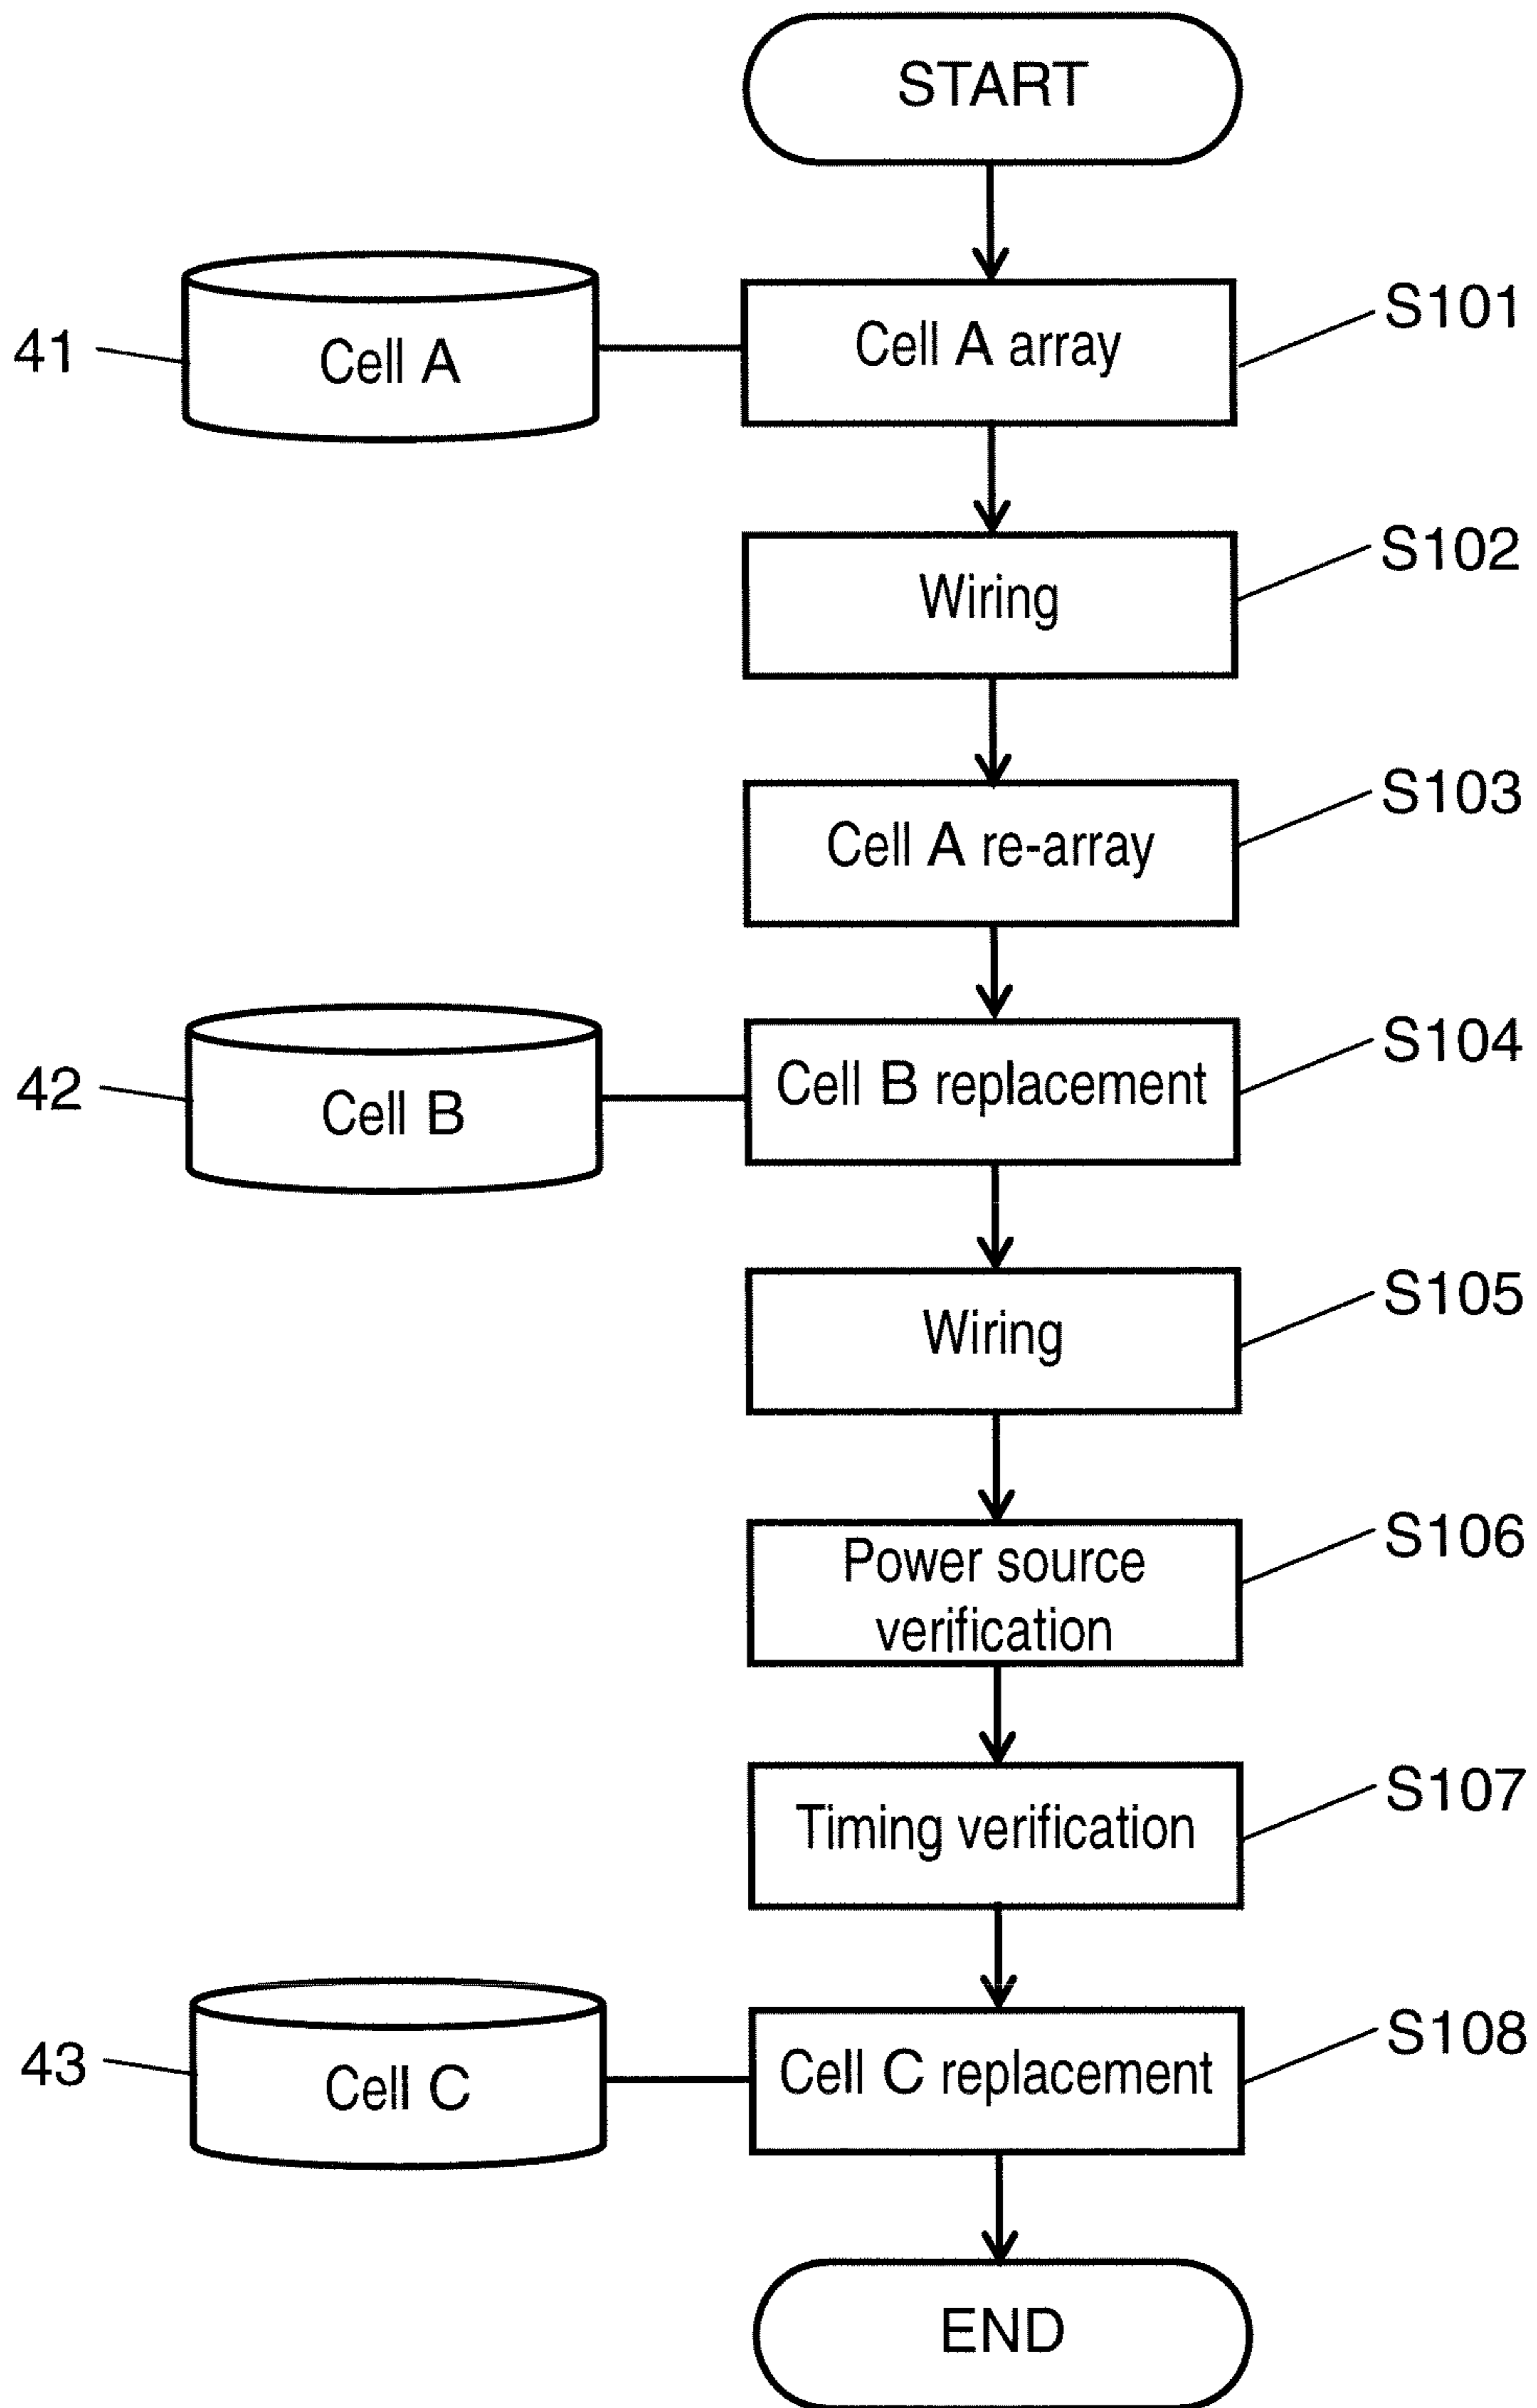 START
41
Cell A
Cell A array
S101
Wiring
S102
Cell A re-array
S103
42
Cell B
Cell B replacement
S104
Wiring
S105
Power source
verification
S106
Timing verification
S107
43
Cell C
Cell C replacement
S108
END